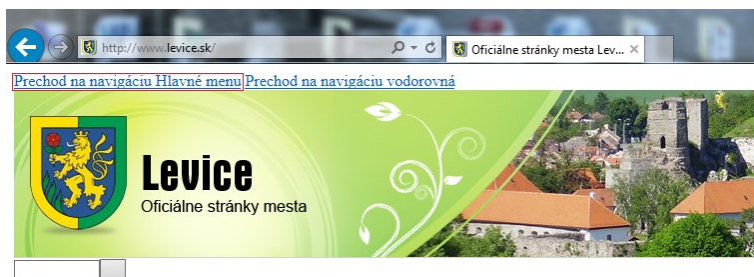 http://www.levice.sk/ Oficiálne stránky mesta Lev...
Prechod na navigáciu Hlavné menu Prechod na navigáciu vodorovná
Levice
Oficiálne stránky mesta